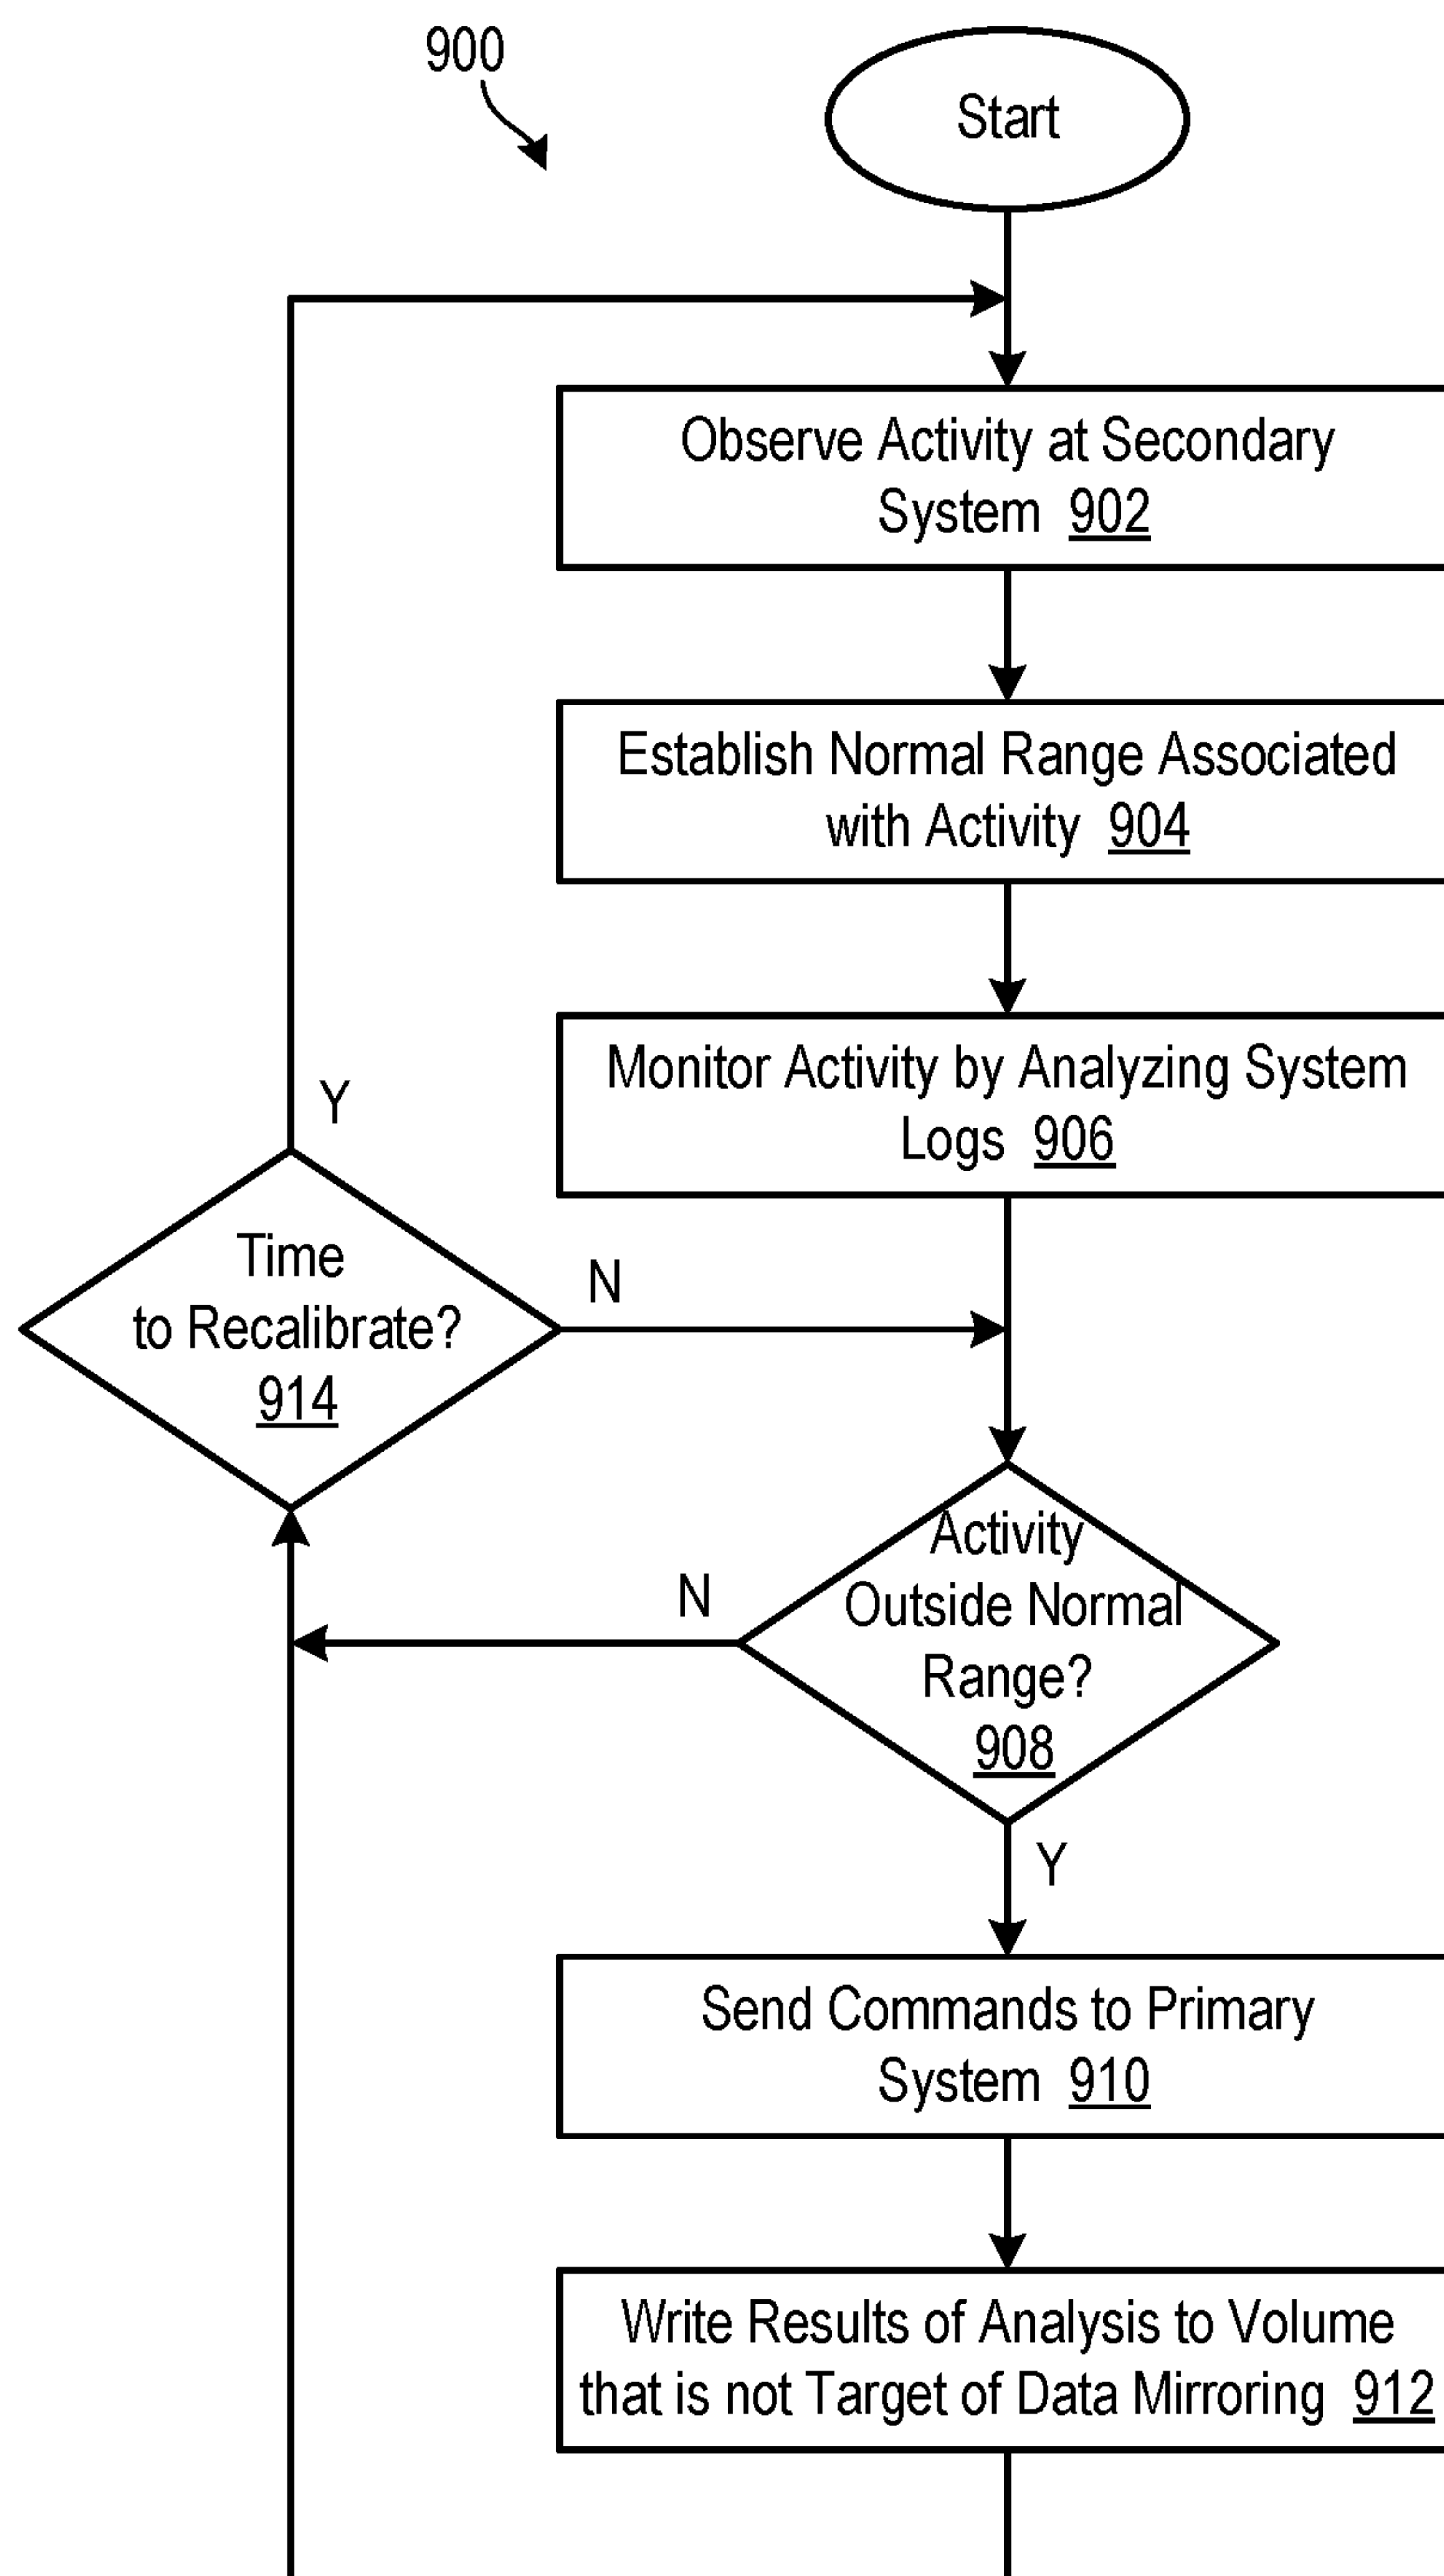 900
Start
Observe Activity at Secondary
System 902
Establish Normal Range Associated
with Activity 904
Monitor Activity by Analyzing System
Logs 906
Y
Time
to Recalibrate?
914
N
Activity
Outside Normal
Range?
908
N
Y
Send Commands to Primary
System 910
Write Results of Analysis to Volume
that is not Target of Data Mirroring 912